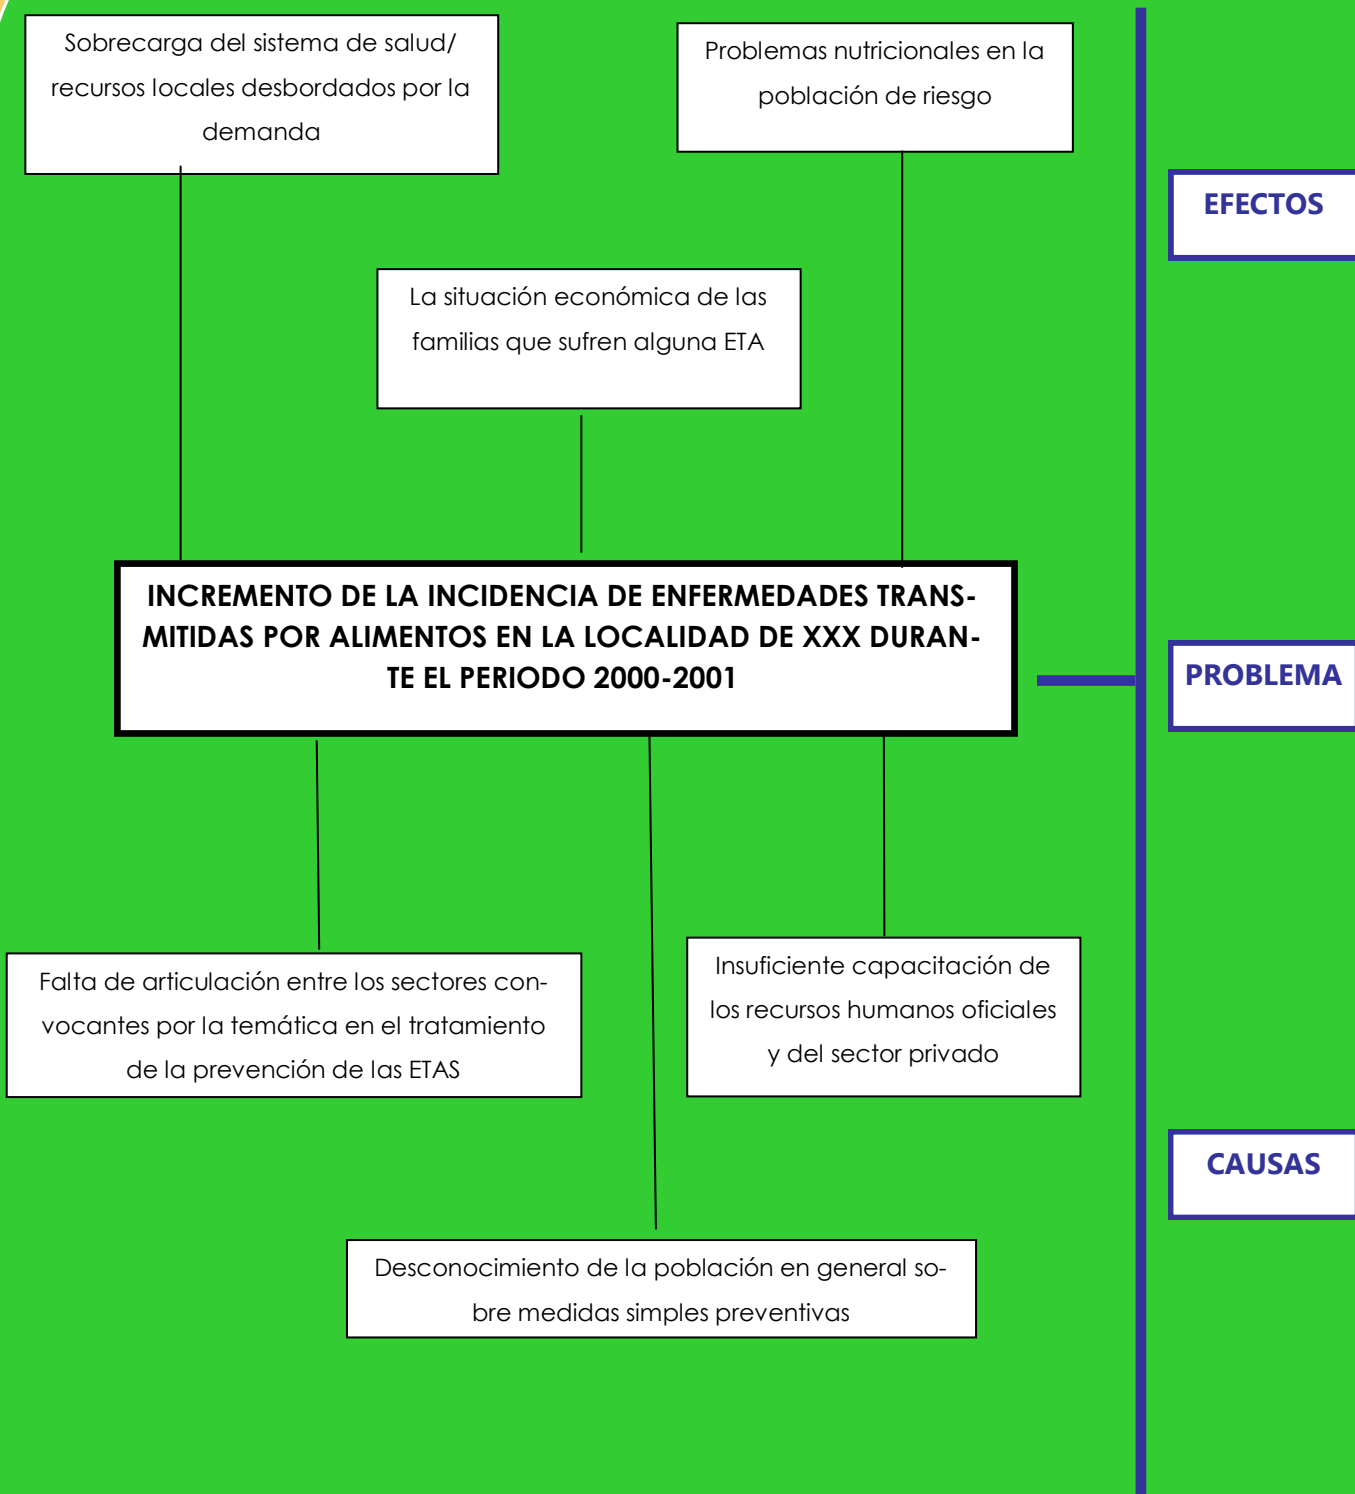 Sobrecarga del sistema de salud/
recursos locales desbordados por la
demanda
Problemas nutricionales en la
población de riesgo
EFECTOS
La situación económica de las
familias que sufren alguna ETA
INCREMENTO DE LA INCIDENCIA DE ENFERMEDADES TRANS-
MITIDAS POR ALIMENTOS EN LA LOCALIDAD DE XXX DURAN-
TE EL PERIODO 2000-2001
PROBLEMA
Falta de articulación entre los sectores con-
vocantes por la temática en el tratamiento
de la prevención de las ETAS
Insuficiente capacitación de
los recursos humanos oficiales
y del sector privado
CAUSAS
Desconocimiento de la población en general so-
bre medidas simples preventivas